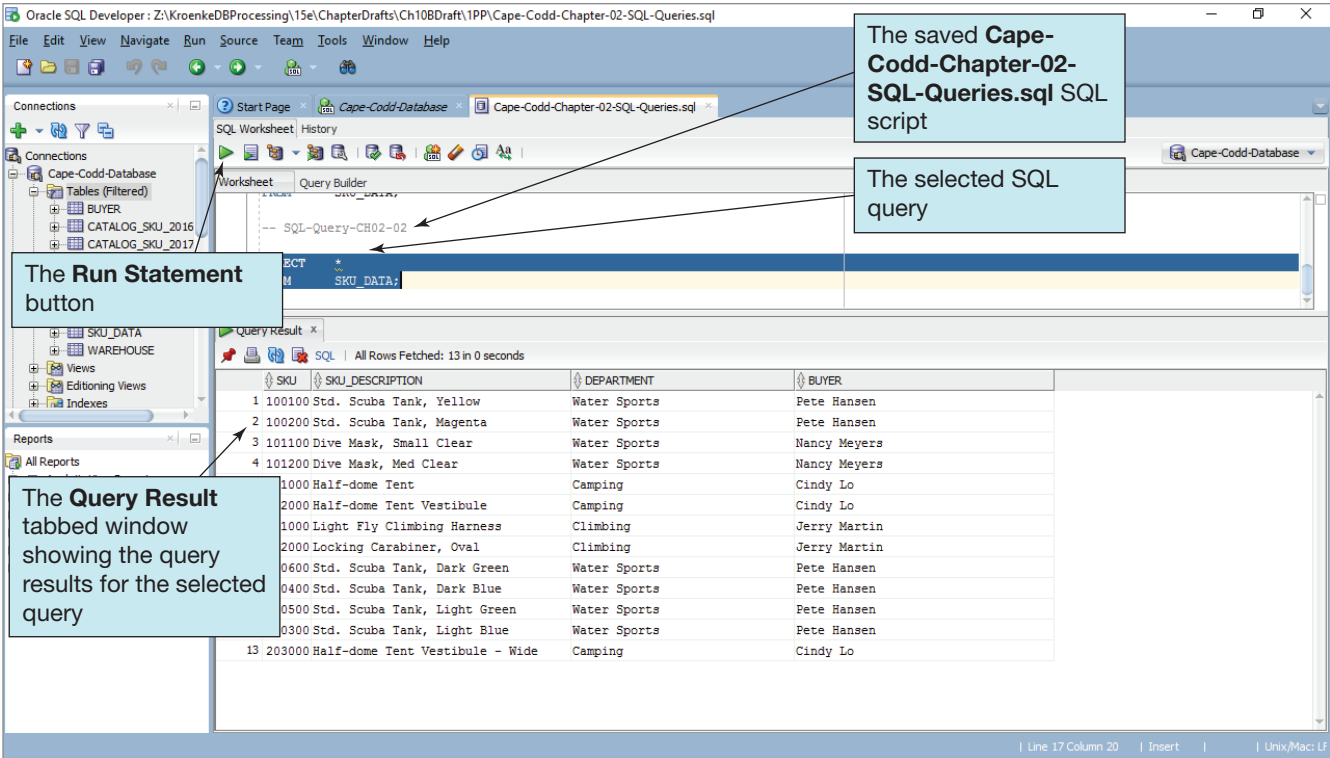 Oracle SQL Developer : Z:\KroenkeDBProcessing\15e\ChapterDrafts\Ch10BDraft\1PP\Cape-Codd-Chapter-02-SQL-Queries.sql
File Edit View Navigate Run Source Team Tools Window Help
The saved Cape-
Codd-Chapter-02-
SQL-Queries.sql SQL
script
Connections
Start Page
Cape-Codd-Database
Cape-Codd-Chapter-02-SQL-Queries.sql
SQL Worksheet History
Connections
Cape-Codd-Database
Cape-Codd-Database
Tables (Filtered)
BUYER
CATALOG_SKU_2016
CATALOG_SKU_2017
Worksheet Query Builder
The selected SQL
query
SKU_DATA;
-- SQL-Query-CH02-02
ECT *
M SKU_DATA;
The Run Statement
button
SKU_DATA
WAREHOUSE
Views
Editioning Views
Indexes
Query Result x
SQL | All Rows Fetched: 13 in 0 seconds
SKU SKU_DESCRIPTION DEPARTMENT BUYER
1 100100 Std. Scuba Tank, Yellow Water Sports Pete Hansen
2 100200 Std. Scuba Tank, Magenta Water Sports Pete Hansen
3 101100 Dive Mask, Small Clear Water Sports Nancy Meyers
4 101200 Dive Mask, Med Clear Water Sports Nancy Meyers
1000 Half-dome Tent Camping Cindy Lo
2000 Half-dome Tent Vestibule Camping Cindy Lo
1000 Light Fly Climbing Harness Climbing Jerry Martin
2000 Locking Carabiner, Oval Climbing Jerry Martin
0600 Std. Scuba Tank, Dark Green Water Sports Pete Hansen
0400 Std. Scuba Tank, Dark Blue Water Sports Pete Hansen
0500 Std. Scuba Tank, Light Green Water Sports Pete Hansen
0300 Std. Scuba Tank, Light Blue Water Sports Pete Hansen
13 203000 Half-dome Tent Vestibule - Wide Camping Cindy Lo
Reports
All Reports
The Query Result
tabbed window
showing the query
results for the selected
query
| Line 17 Column 20 | Insert | | Unix/Mac: LF